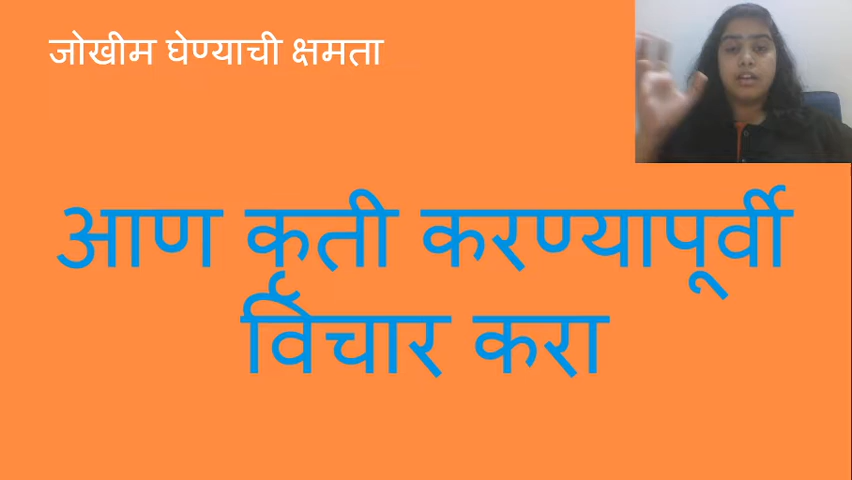 जोखीम घेण्याची क्षमता
आण कृती करण्यापूर्वी
विचार करा